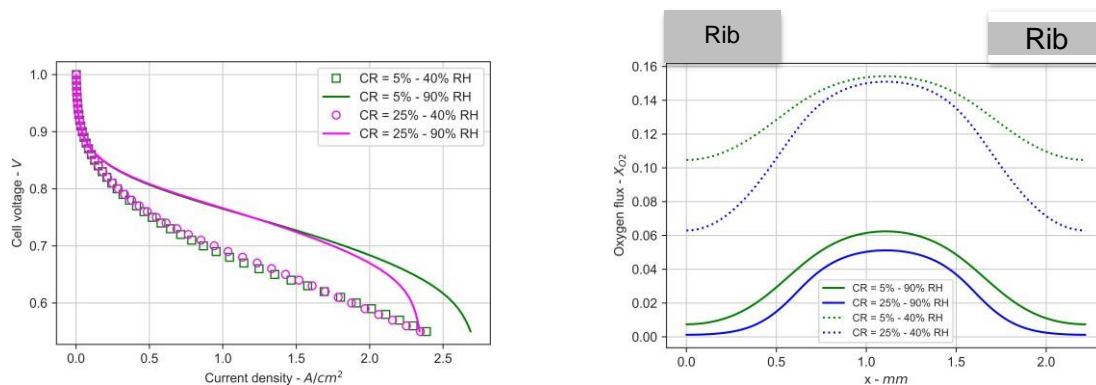 Rib
Rib
1.0
0.9
0.8
0.7
0.6
Cell voltage - V
0.0
0.5
1.0
1.5
2.0
2.5
Current density - A/cm²
CR = 5% - 40% RH
CR = 5% - 90% RH
CR = 25% - 40% RH
CR = 25% - 90% RH
0.16
0.14
0.12
0.10
0.08
0.06
0.04
0.02
0.00
Oxygen flux - X_{O2}
0.0
0.5
1.0
1.5
2.0
x - mm
CR = 5% - 90% RH
CR = 25% - 90% RH
CR = 5% - 40% RH
CR = 25% - 40% RH